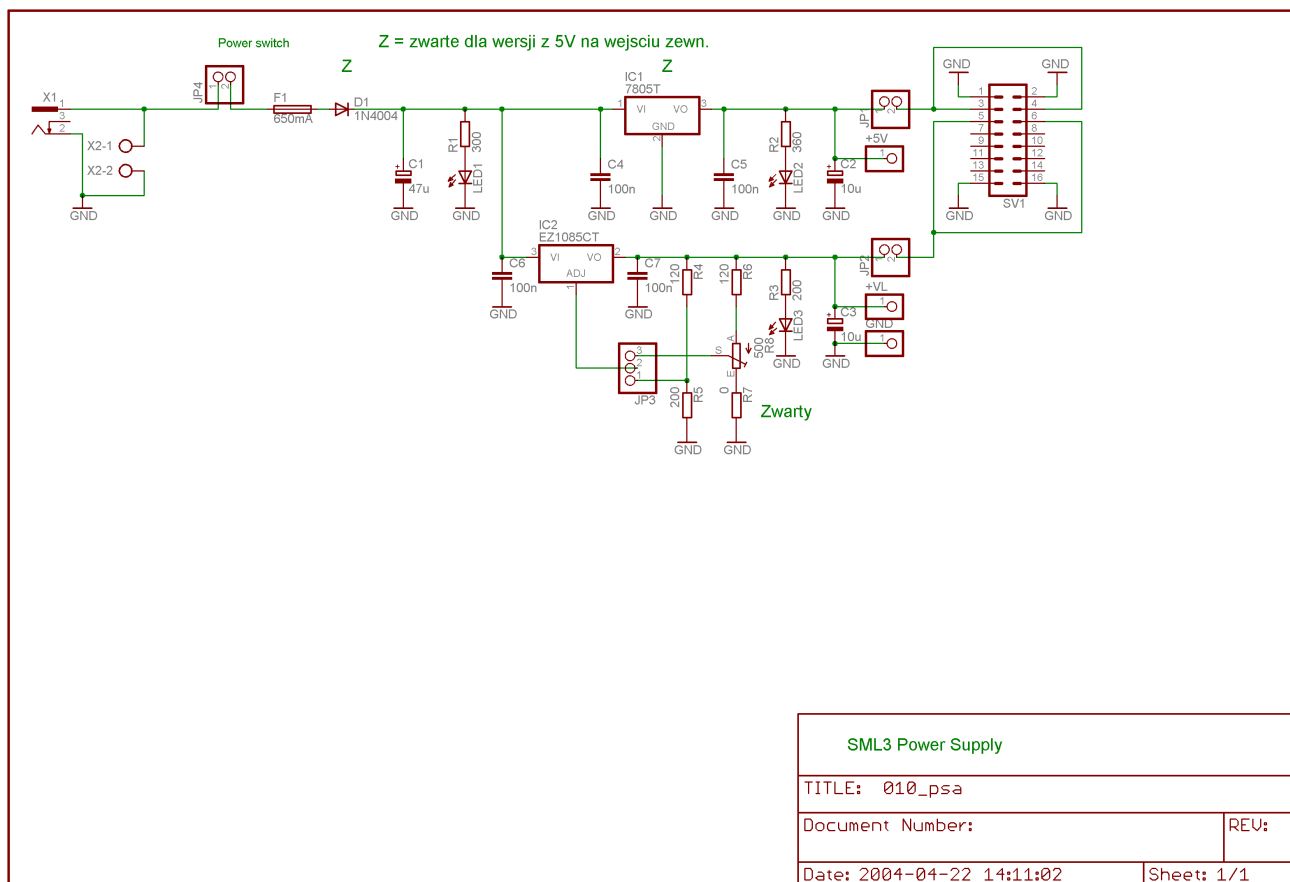 Power switch
Z = zwarte dla wersji z 5V na wejsciu zewn.
Z
Z
JP4
1
2
X1
1
3
2
X2-1
X2-2
GND
F1
650mA
D1
1N4004
C1
47u
GND
R1
300
LED1
GND
C4
100n
GND
IC1
7805T
1
VI
VO
3
GND
2
GND
C5
100n
GND
R2
360
LED2
GND
C2
10u
GND
JP1
1
2
+5V
1
GND
GND
1
2
3
4
5
6
7
8
9
10
11
12
13
14
15
16
GND
GND
SV1
C6
100n
GND
IC2
EZ1085CT
3
VI
VO
2
ADJ
1
C7
100n
GND
R4
120
R6
120
R3
200
LED3
GND
JP2
1
2
+VL
1
GND
1
C3
10u
GND
JP3
3
2
1
S
A
E
500
R8
R5
200
GND
R7
0
GND
Zwarty
SML3 Power Supply
TITLE: 010_psa
Document Number:
REV:
Date: 2004-04-22 14:11:02
Sheet: 1/1